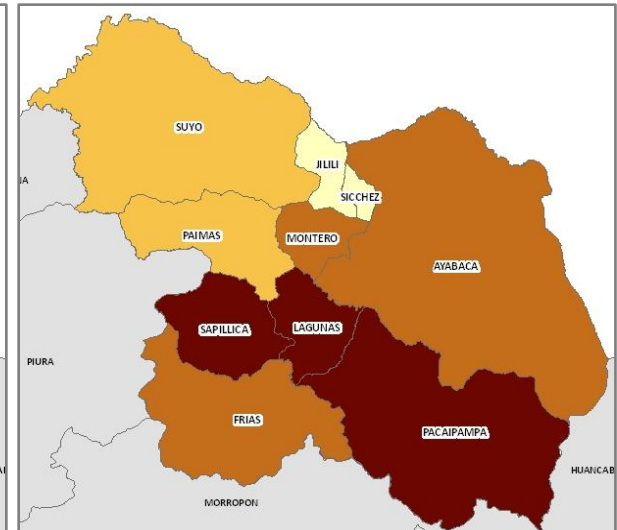 SUYO
JILILI
SICCHEZ
PAIMAS
MONTERO
AYABACA
SAPILLICA
LAGUNAS
PIURA
FRIAS
PACAIPAMPA
HUANCAB
MORROPON